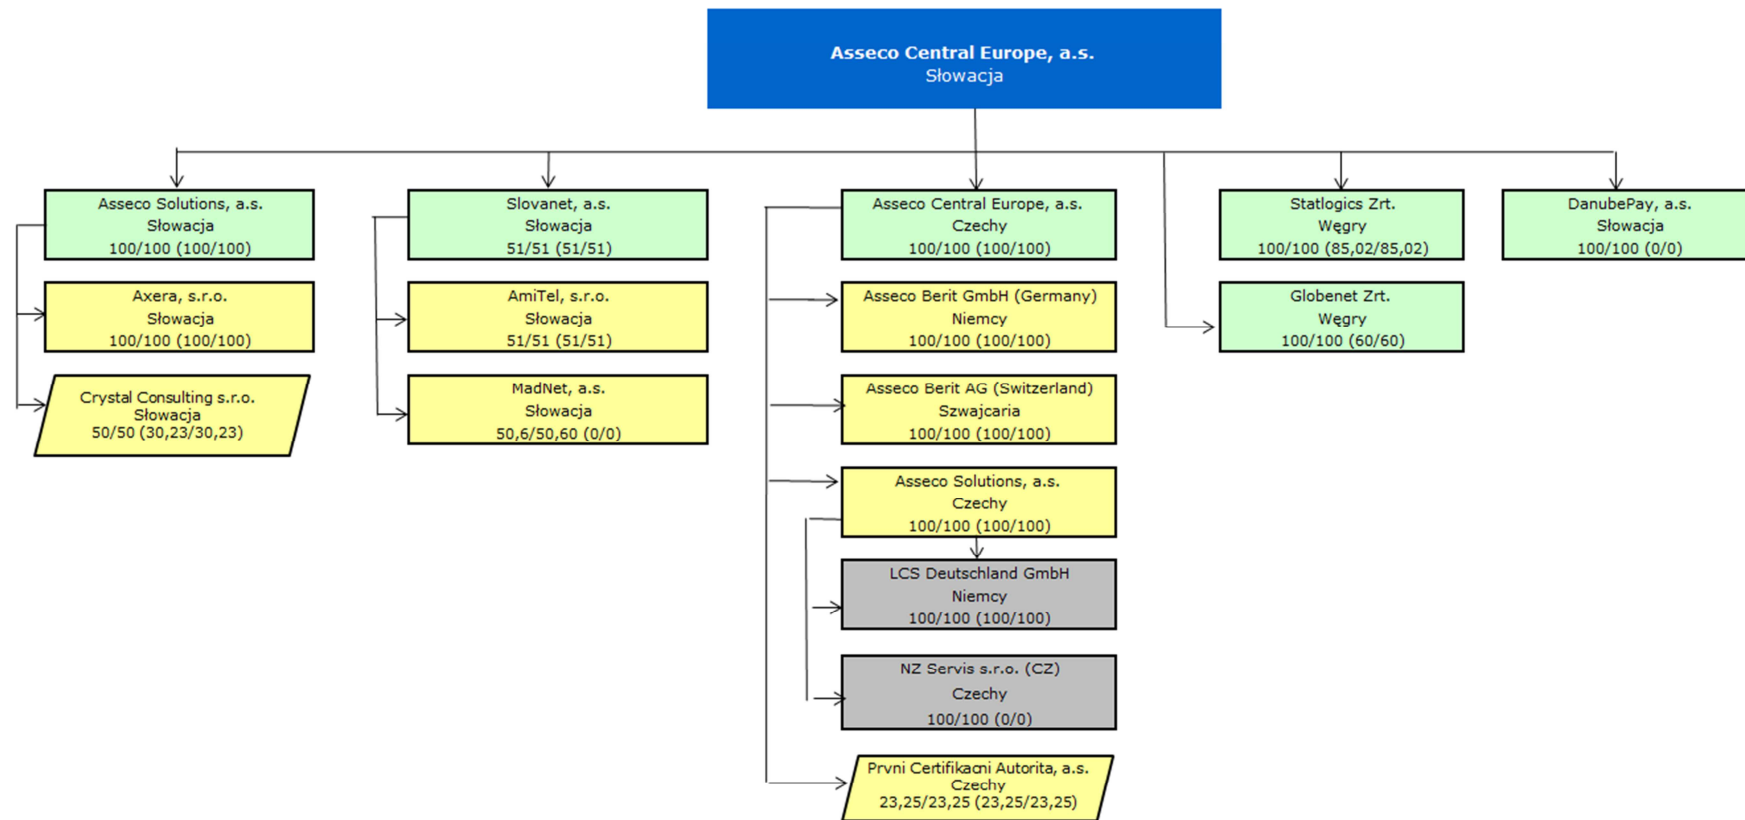 Asseco Central Europe, a.s.
Słowacja
Asseco Solutions, a.s.
Słowacja
100/100 (100/100)
Axera, s.r.o.
Słowacja
100/100 (100/100)
Crystal Consulting s.r.o.
Słowacja
50/50 (30,23/30,23)
Slovanet, a.s.
Słowacja
51/51 (51/51)
AmiTel, s.r.o.
Słowacja
51/51 (51/51)
MadNet, a.s.
Słowacja
50,6/50,60 (0/0)
Asseco Central Europe, a.s.
Czechy
100/100 (100/100)
Asseco Berit GmbH (Germany)
Niemcy
100/100 (100/100)
Asseco Berit AG (Switzerland)
Szwajcaria
100/100 (100/100)
Asseco Solutions, a.s.
Czechy
100/100 (100/100)
LCS Deutschland GmbH
Niemcy
100/100 (100/100)
NZ Servis s.r.o. (CZ)
Czechy
100/100 (0/0)
Prvni Certifikacni Autorita, a.s.
Czechy
23,25/23,25 (23,25/23,25)
Statlogics Zrt.
Węgry
100/100 (85,02/85,02)
Globenet Zrt.
Węgry
100/100 (60/60)
DanubePay, a.s.
Słowacja
100/100 (0/0)